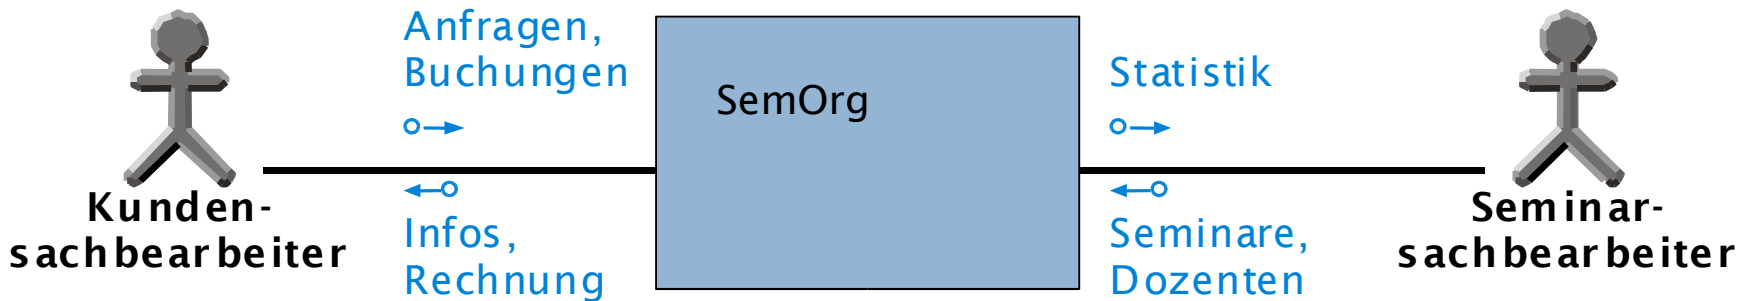 Anfragen,
Buchungen
SemOrg
Statistik
Kunden-
sachbearbeiter
Infos,
Rechnung
Seminare,
Dozenten
Seminar-
sachbearbeiter